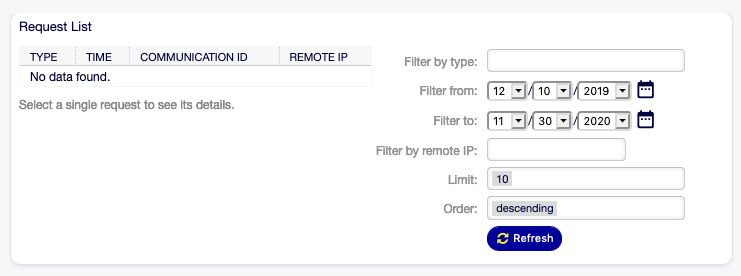 Request List
TYPE TIME COMMUNICATION ID REMOTE IP
No data found.
Select a single request to see its details.
Filter by type:
Filter from: 12 / 10 / 2019
Filter to: 11 / 30 / 2020
Filter by remote IP:
Limit: 10
Order: descending
Refresh